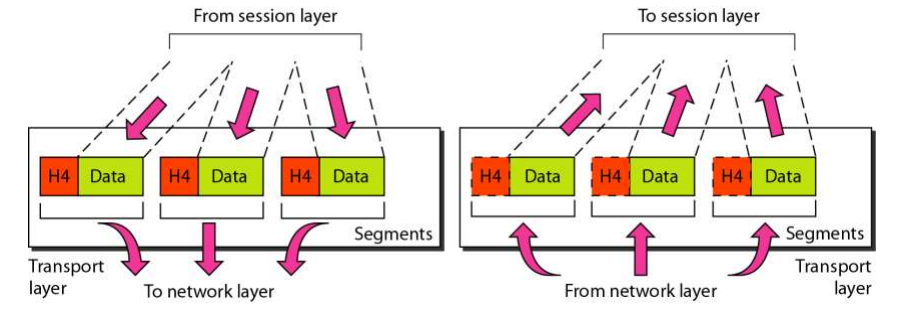 From session layer
To session layer
H4 Data H4 Data H4 Data
H4 Data H4 Data H4 Data
Segments
Segments
Transport
layer
To network layer
From network layer
Transport
layer